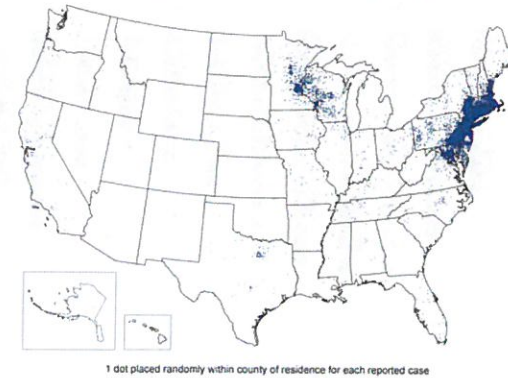 1 dot placed randomly within county of residence for each reported case